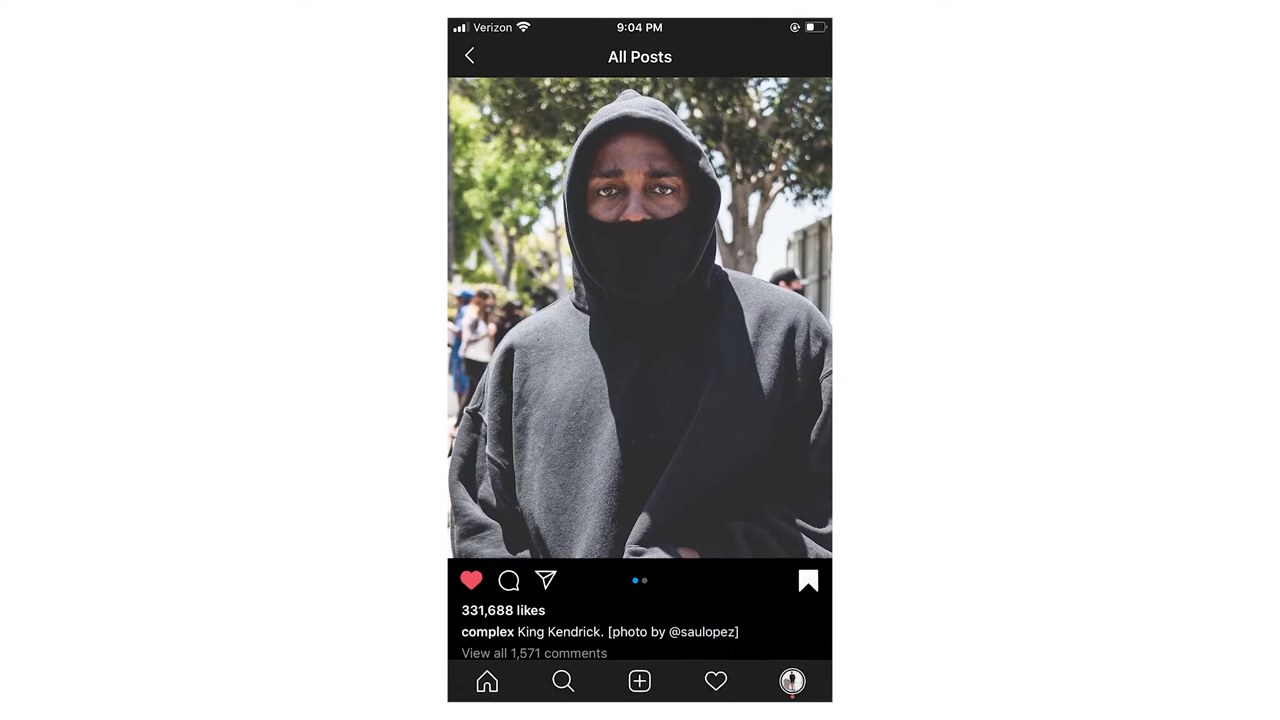 Verizon 9:04 PM
All Posts
331,688 likes
complex King Kendrick. [photo by @saulopez]
View all 1,571 comments